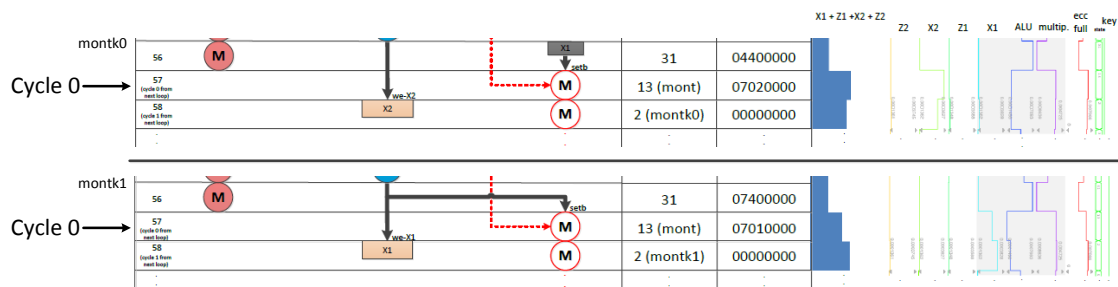 X1 + Z1 +X2 + Z2
Z2 X2 Z1 X1 ALU multip. ecc full state key
montk0
56 M X1 setb 31 04400000
Cycle 0
57 (cycle 0 from next loop) M 13 (mont) 07020000
58 (cycle 1 from next loop) we-X2 X2 M 2 (montk0) 00000000
montk1
56 M setb 31 07400000
Cycle 0
57 (cycle 0 from next loop) M 13 (mont) 07010000
58 (cycle 1 from next loop) we-X1 X1 M 2 (montk1) 00000000